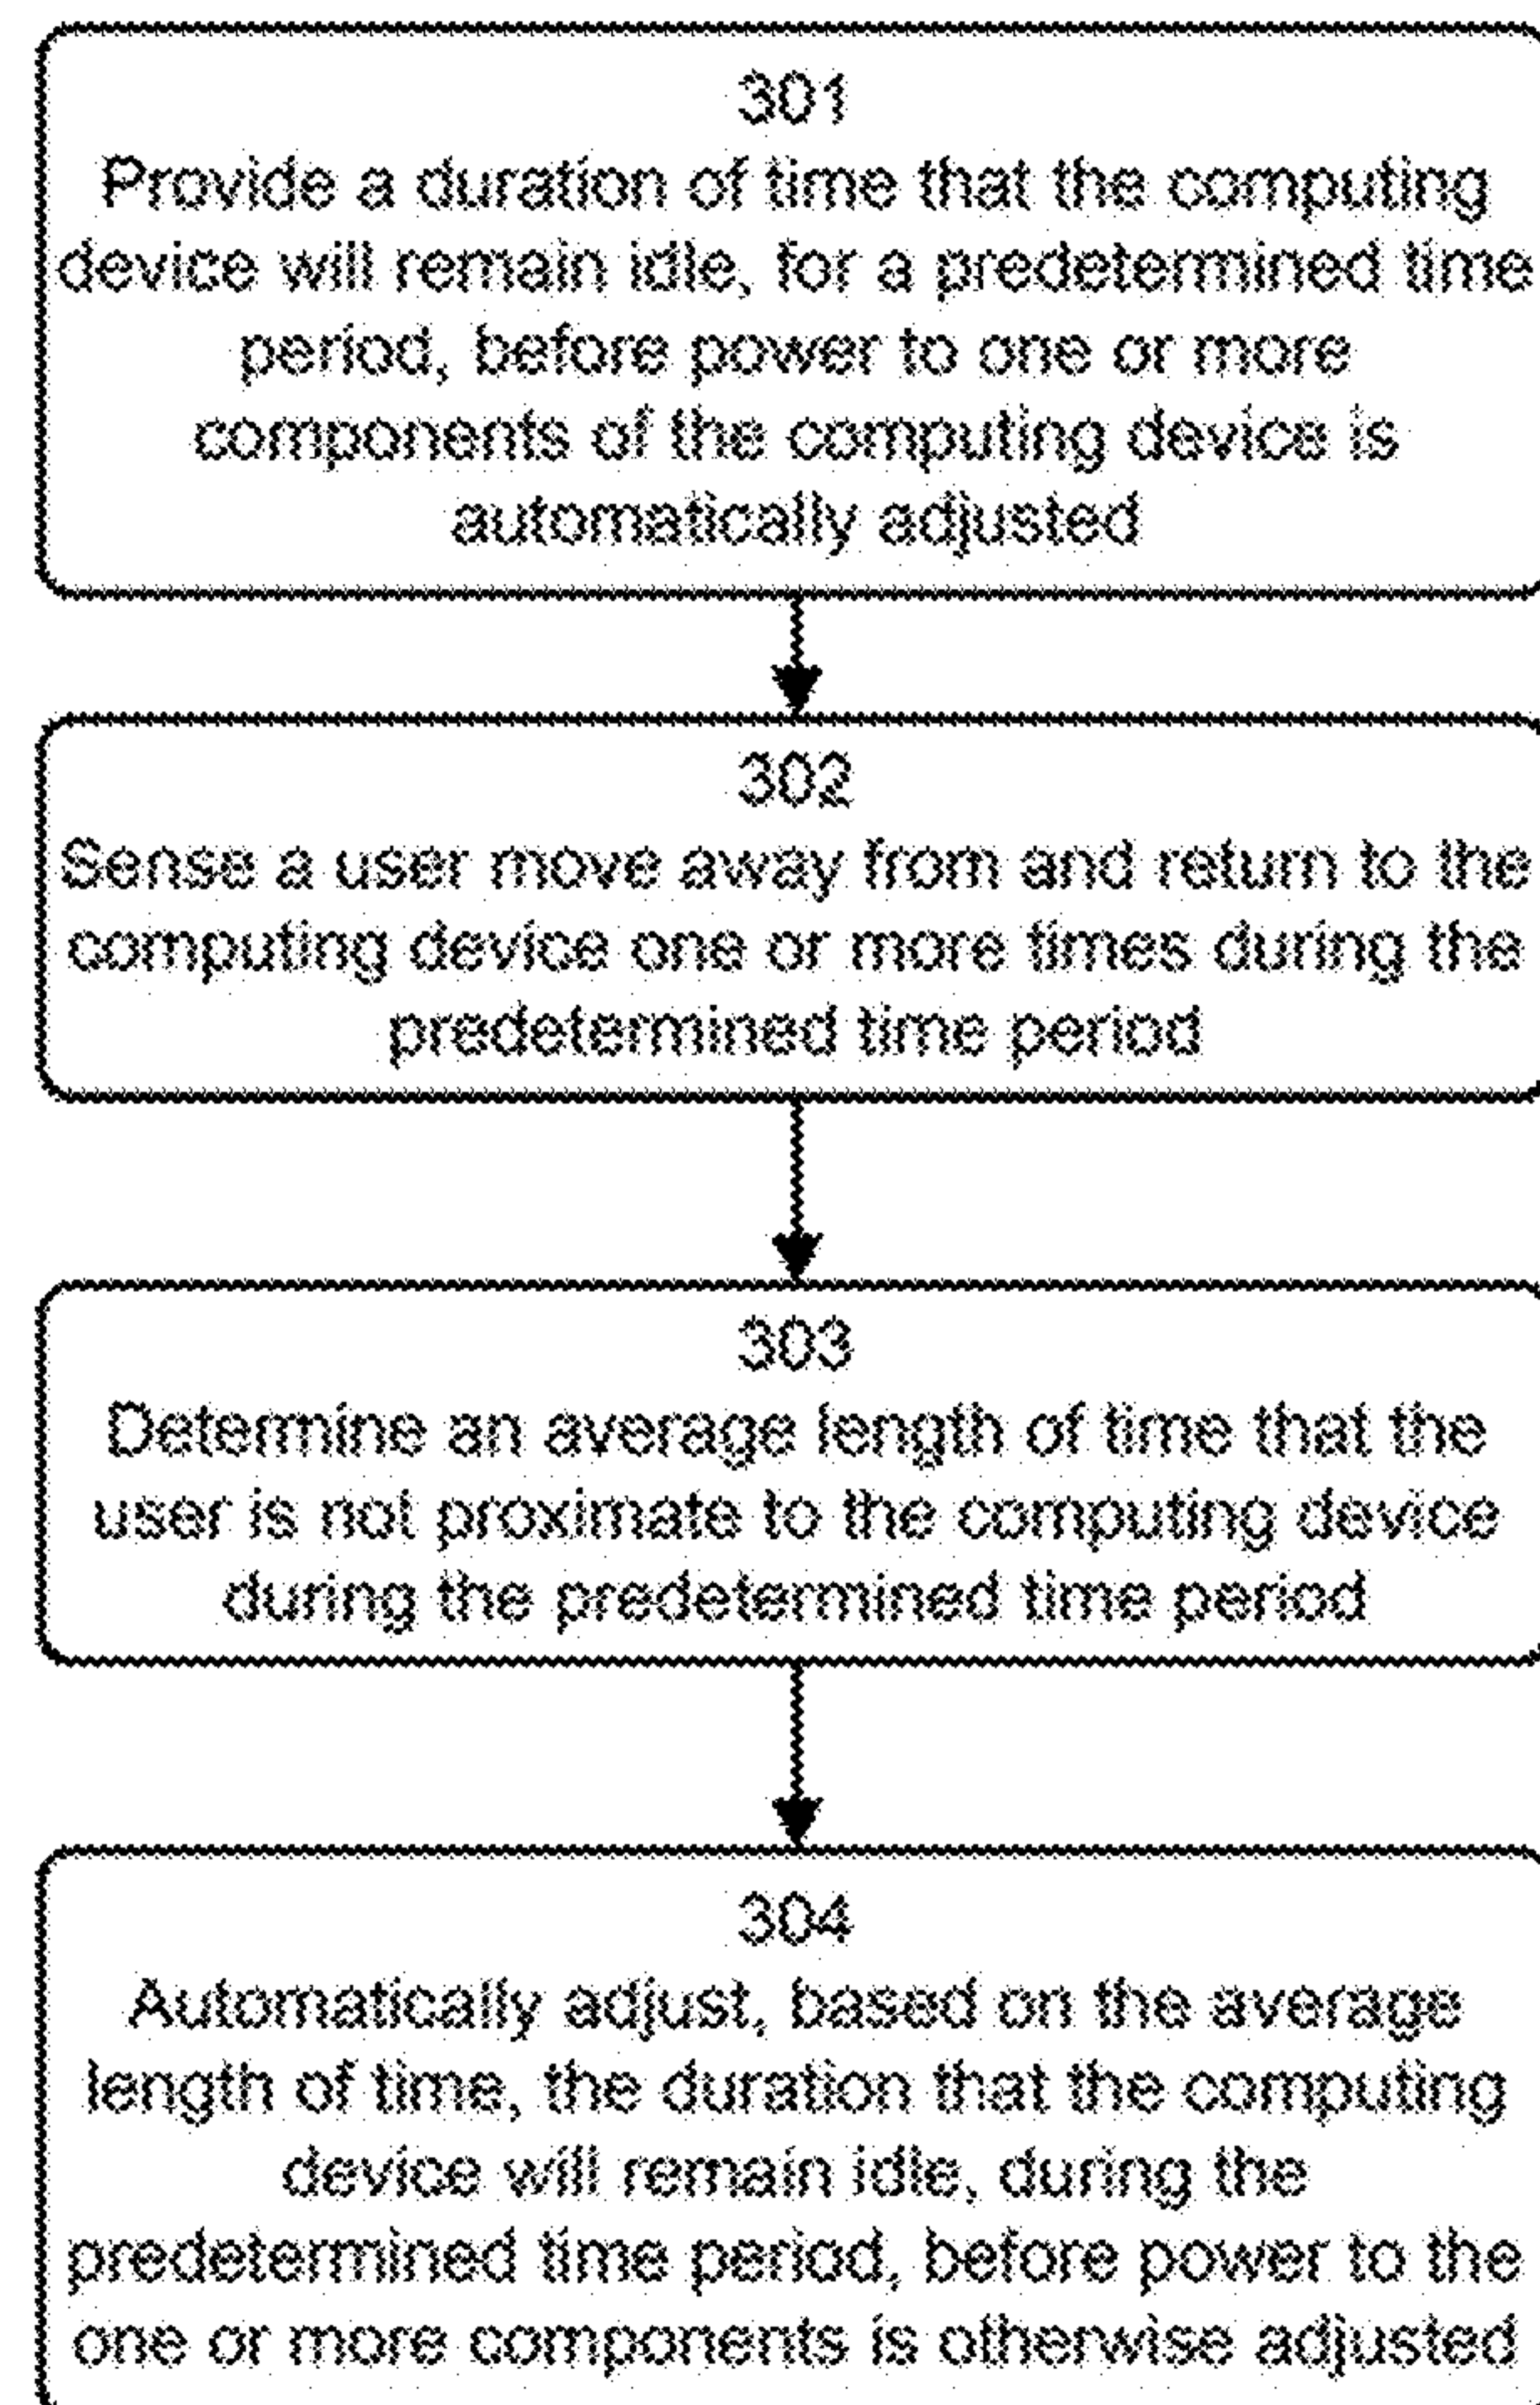 301
Provide a duration of time that the computing
device will remain idle, for a predetermined time
period, before power to one or more
components of the computing device is
automatically adjusted
302
Sense a user move away from and return to the
computing device one or more times during the
predetermined time period
303
Determine an average length of time that the
user is not proximate to the computing device
during the predetermined time period
304
Automatically adjust, based on the average
length of time, the duration that the computing
device will remain idle, during the
predetermined time period, before power to the
one or more components is otherwise adjusted